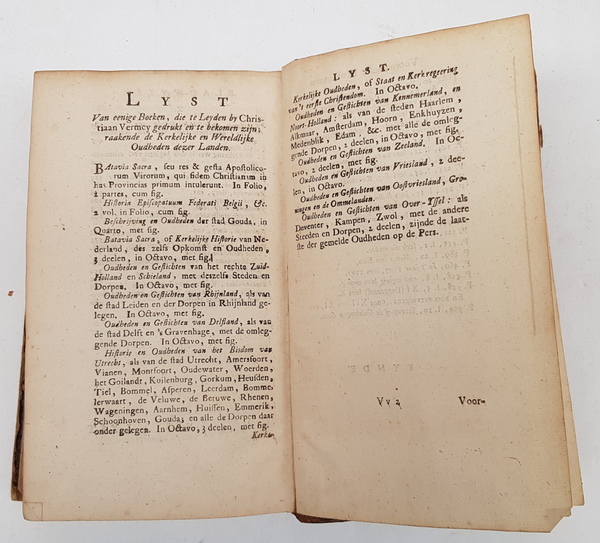 LYST
Van eenige Boeken, die te Leyden by Chris-
tiaan Vermey gedrukt en te bekomen zijn;
raakende de Kerkelijke en Wereldlijke
Oudheden dezer Landen.
Batavia Sacra, seu res & gesta Apostolico-
rum Virorum, qui fidem Christianam in
has Provincias primum intulerunt. In Folio,
2 partes, cum fig.
Historia Episcopatuum Federati Belgii, &c.
2 vol. in Folio, cum fig.
Beschrijving en Oudheden der stad Gouda, in
Quarto, met fig.
Batavia Sacra, of Kerkelijke Historie van Ne-
derland, des zelfs Opkomst en Oudheden,
3 deelen, in Octavo, met fig.
Oudheden en Gestichten van het rechte Zuid-
Holland en Schieland, met deszelfs Steden en
Dorpen. In Octavo, met fig.
Oudheden en Gestichten van Rhijnland, als van
de stad Leiden en der Dorpen in Rhijnland ge-
legen. In Octavo, met fig.
Oudheden en Gestichten van Delfland, als van
de stad Delft en 's Gravenhage, met de omleg-
gende Dorpen. In Octavo, met fig.
Historie en Oudheden van het Bisdom van
Utrecht, als van de stad Utrecht, Amersfoort,
Vianen, Montfoort, Oudewater, Woerden,
het Goilandt, Kuilenburg, Gorkum, Heusden,
Tiel, Bommel, Asperen, Leerdam, Bomme-
lerwaart, de Veluwe, de Betuwe, Rhenen,
Wageningen, Aarnhem, Huissen, Emmerik,
Schoonhoven, Gouda; en alle de Dorpen daar
onder gelegen. In Octavo, 3 deelen, met fig.
Kerke-
LYST.
Kerkelijke Oudheden, of Staat en Kerkregeering
van 't eerste Christendom. In Octavo.
Oudheden en Gestichten van Kennemerland, en
Noort-Holland: als van de steden Haarlem,
Alkmaar, Amsterdam, Hoorn, Enkhuyzen,
Medenblik, Edam, &c. met alle de omleg-
gende Dorpen, 2 deelen, in Octavo, met fig.
Oudheden en Gestichten van Zeeland. In Oc-
tavo, 2 deelen, met fig.
Oudheden en Gestichten van Vriesland, 2 dee-
len, in Octavo.
Oudheden en Gestichten van Oostvriesland, Gro-
ningen en de Ommelanden.
Oudheden en Gestichten van Over-Yssel: als
Deventer, Kampen, Zwol, met de andere
Steeden en Dorpen, 2 deelen, zijnde de laat-
ste der gemelde Oudheden op de Pers.
Vv 2 Voor-